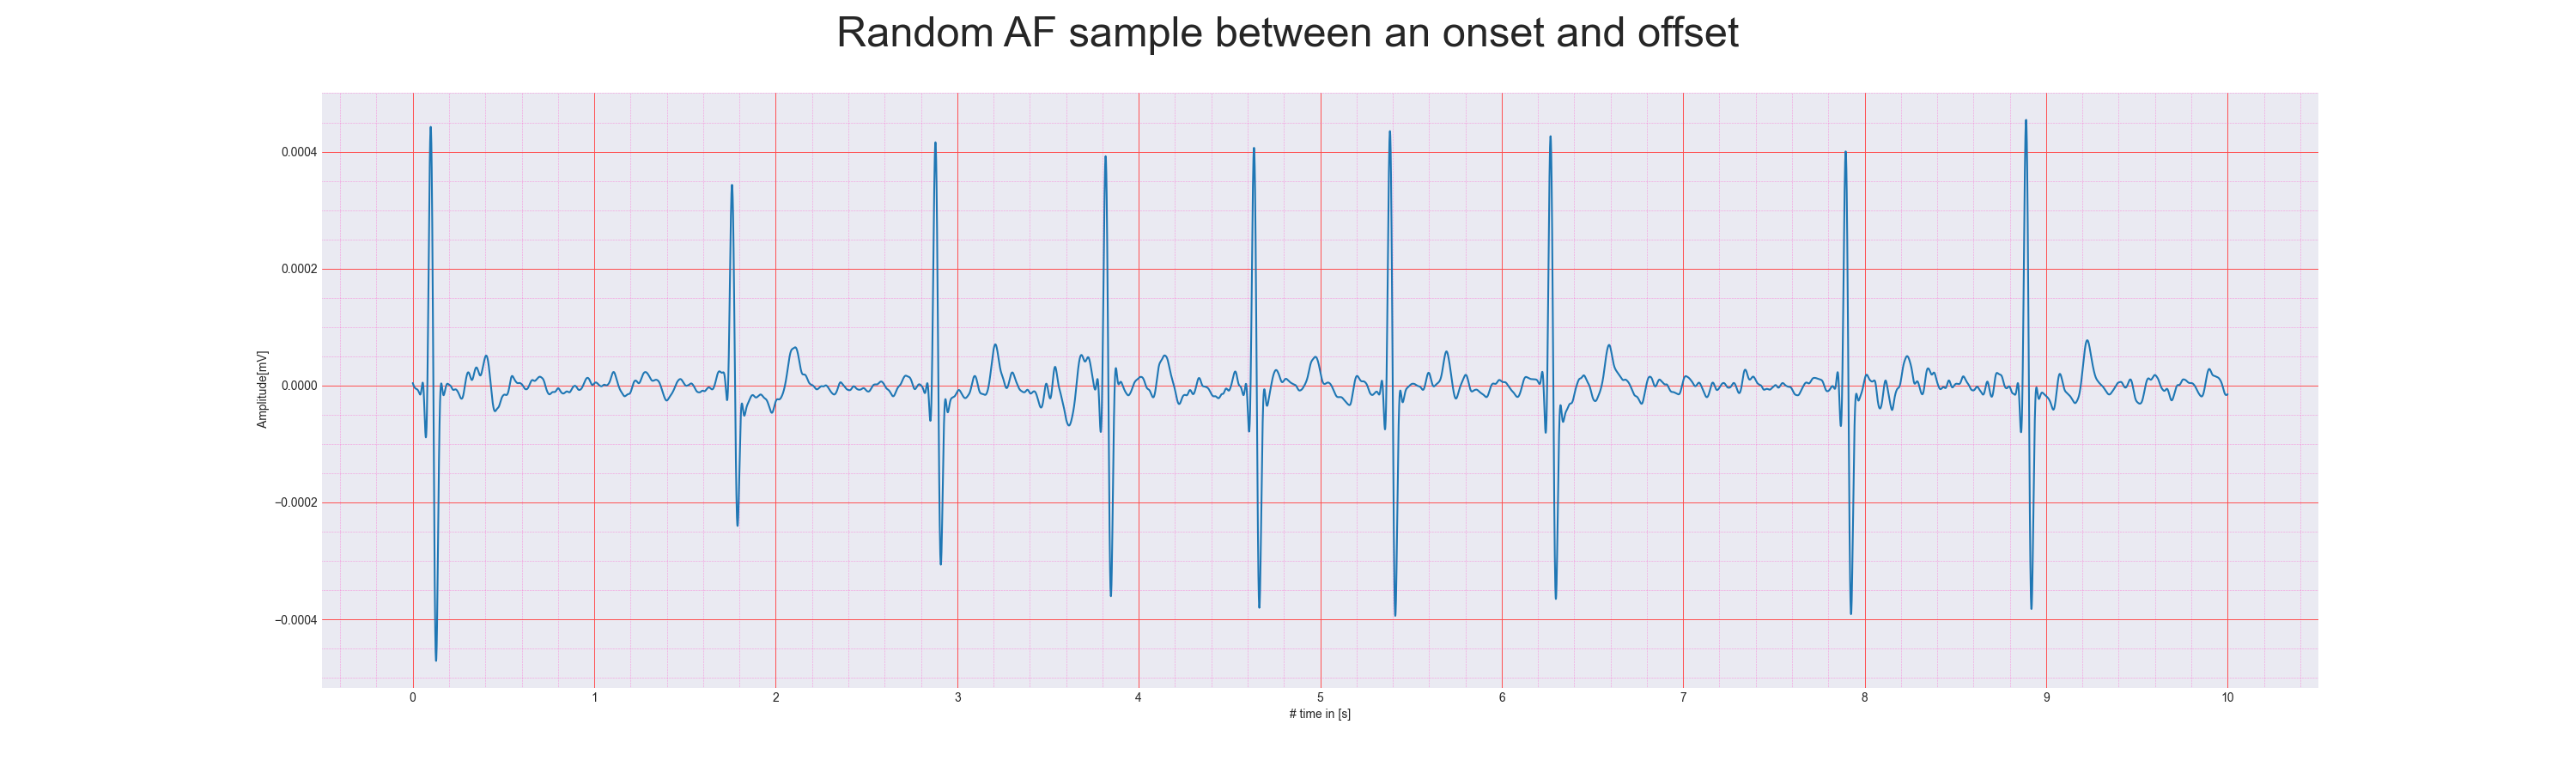 Random AF sample between an onset and offset
Amplitude[mV]
0.0004
0.0002
0.0000
−0.0002
−0.0004
0 1 2 3 4 5 6 7 8 9 10
# time in [s]